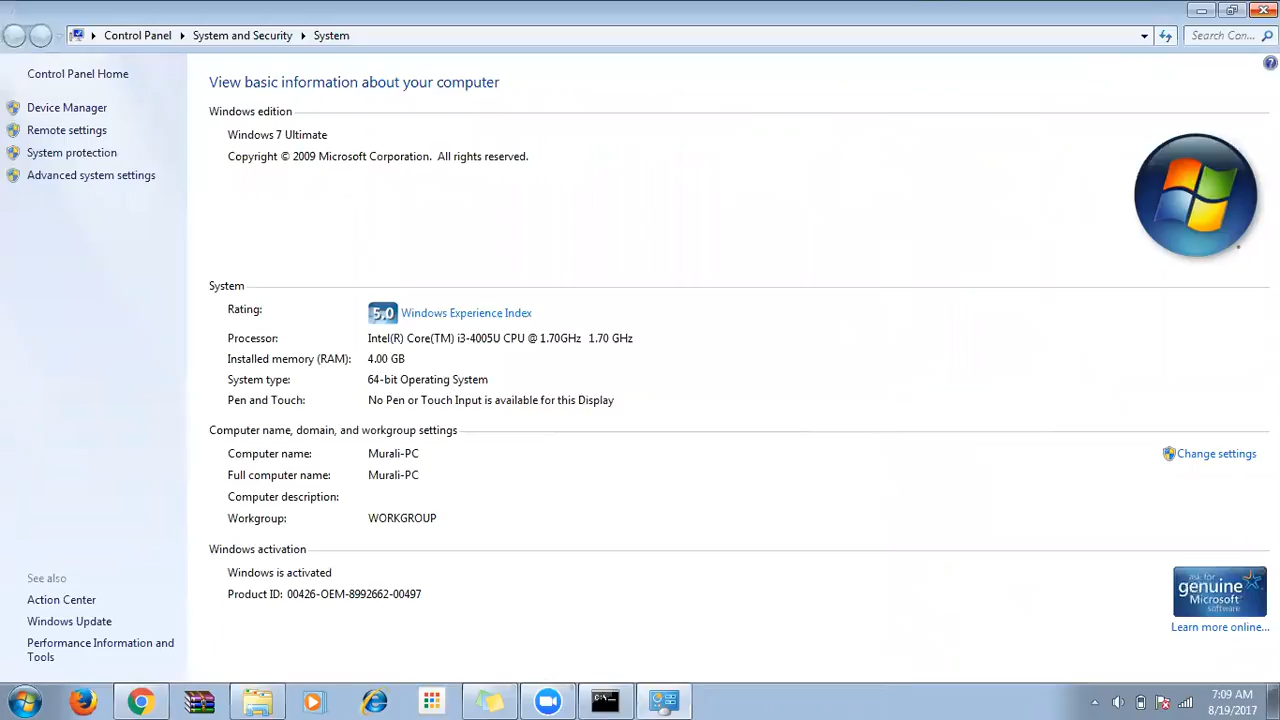 Control Panel
System and Security
System
Search Con...
Control Panel Home
Device Manager
Remote settings
System protection
Advanced system settings
View basic information about your computer
Windows edition
Windows 7 Ultimate
Copyright © 2009 Microsoft Corporation. All rights reserved.
System
Rating:
5.0 Windows Experience Index
Processor: Intel(R) Core(TM) i3-4005U CPU @ 1.70GHz 1.70 GHz
Installed memory (RAM): 4.00 GB
System type: 64-bit Operating System
Pen and Touch: No Pen or Touch Input is available for this Display
Computer name, domain, and workgroup settings
Computer name: Murali-PC
Change settings
Full computer name: Murali-PC
Computer description:
Workgroup: WORKGROUP
Windows activation
Windows is activated
Product ID: 00426-OEM-8992662-00497
ask for
genuine
Microsoft
software
Learn more online...
See also
Action Center
Windows Update
Performance Information and
Tools
7:09 AM
8/19/2017